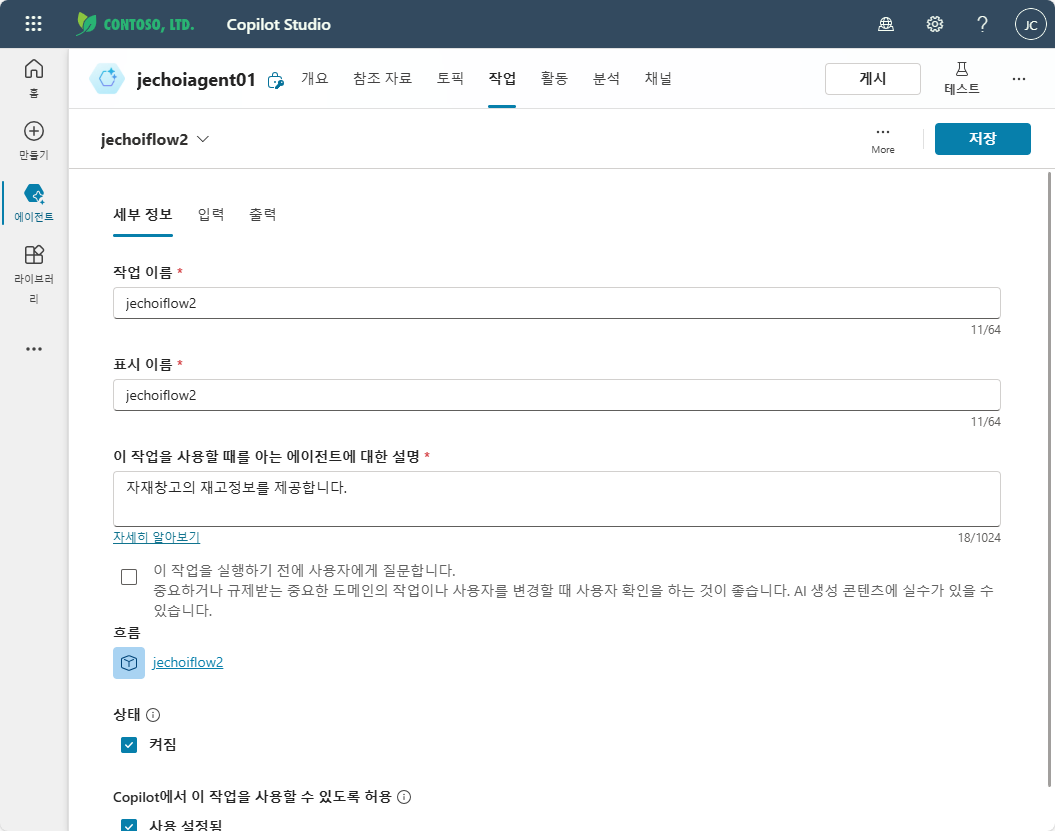 CONTOSO, LTD. Copilot Studio ? JC
홈
만들기
에이전트
라이브러
리
jechoiagent01 개요 참조 자료 토픽 작업 활동 분석 채널 게시 테스트
jechoiflow2 More 저장
세부 정보 입력 출력
작업 이름 *
jechoiflow2
11/64
표시 이름 *
jechoiflow2
11/64
이 작업을 사용할 때를 아는 에이전트에 대한 설명 *
자재창고의 재고정보를 제공합니다.
자세히 알아보기 18/1024
이 작업을 실행하기 전에 사용자에게 질문합니다.
중요하거나 규제받는 중요한 도메인의 작업이나 사용자를 변경할 때 사용자 확인을 하는 것이 좋습니다. AI 생성 콘텐츠에 실수가 있을 수
있습니다.
흐름
jechoiflow2
상태
켜짐
Copilot에서 이 작업을 사용할 수 있도록 허용
사용 설정됨